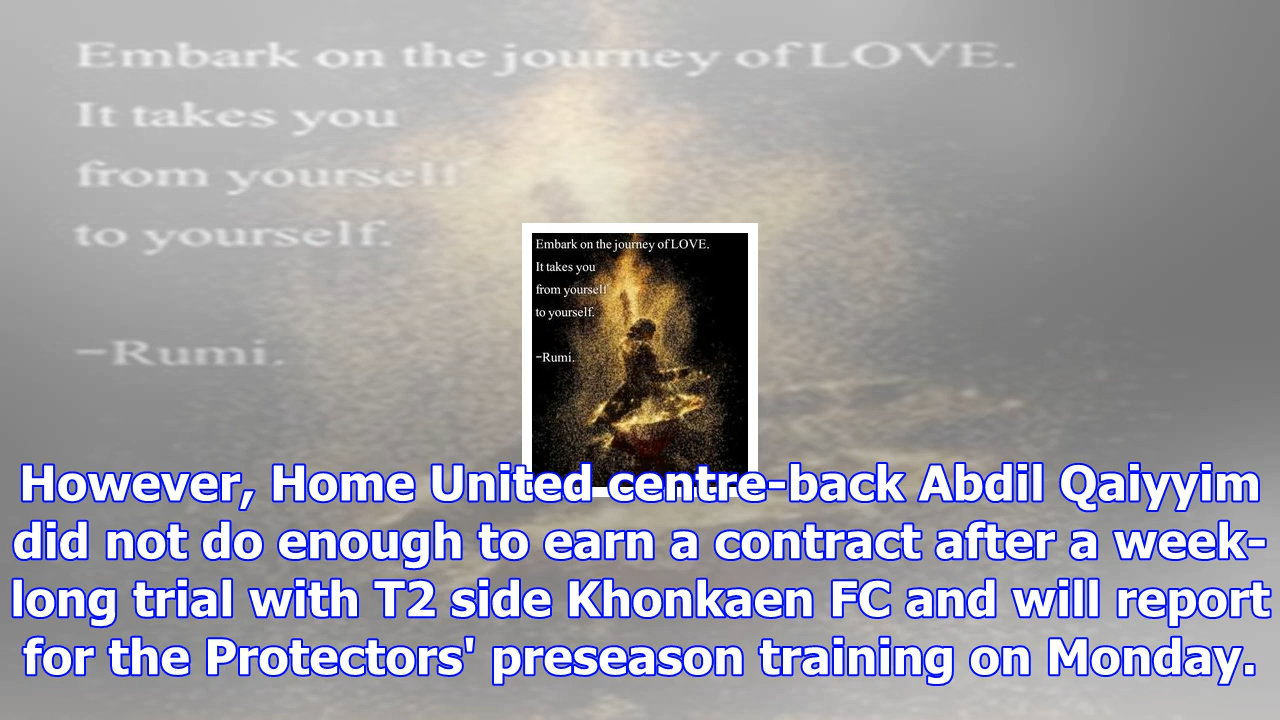 Embark on the journey of LOVE.
It takes you
from yourself
to yourself.
-Rumi.
Embark on the journey of LOVE.
It takes you
from yourself
to yourself.
-Rumi.
However, Home United centre-back Abdil Qaiyyim
did not do enough to earn a contract after a week-
long trial with T2 side Khonkaen FC and will report
for the Protectors' preseason training on Monday.